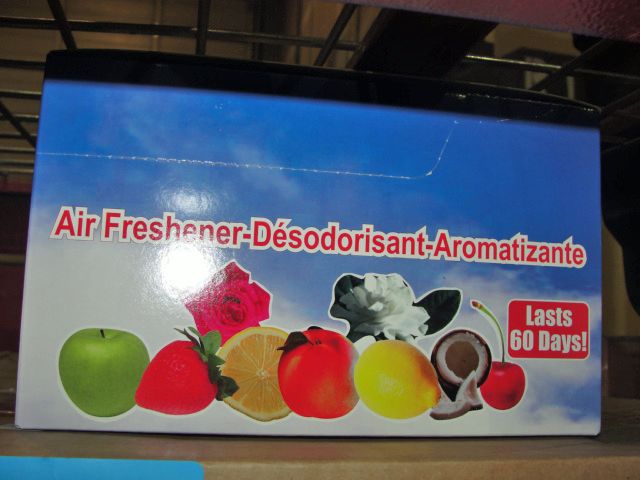 Air Freshener-Désodorisant-Aromatizante
Lasts
60 Days!